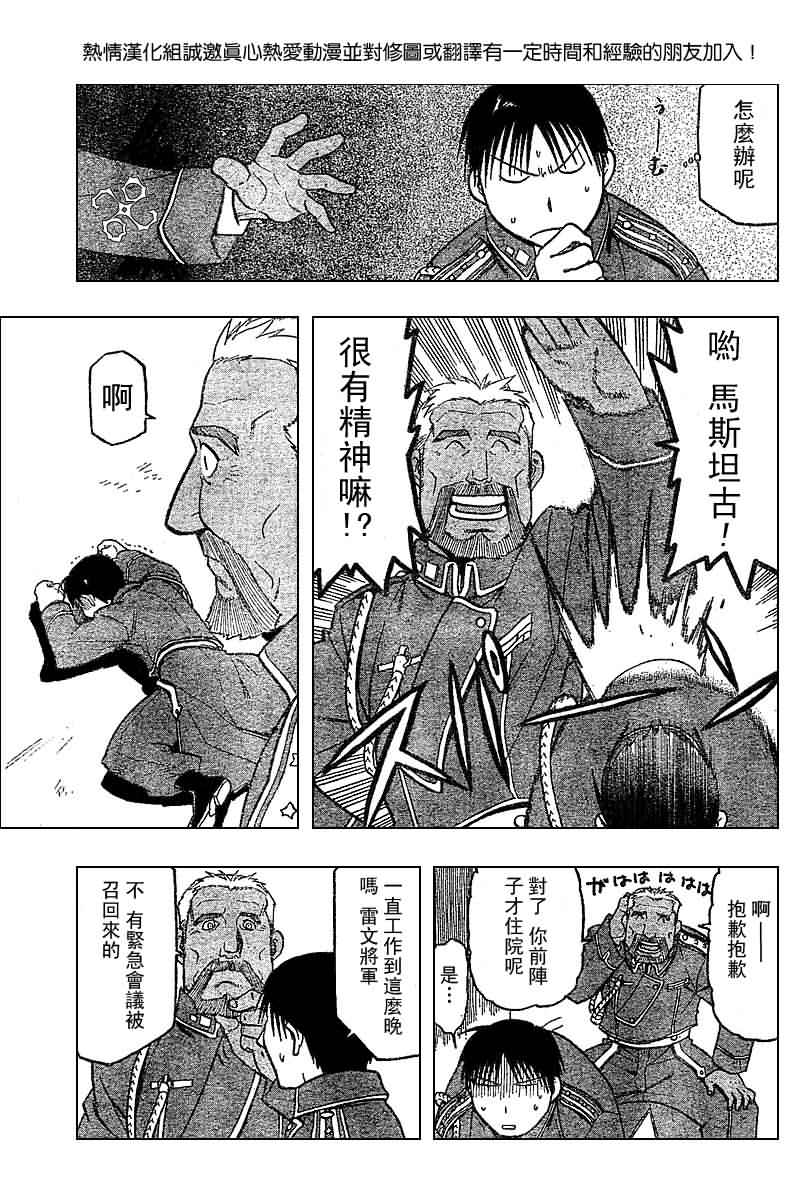 熱情漢化組誠邀眞心熱愛動漫並對修圖或翻譯有一定時間和經驗的朋友加入！
怎麼辦呢
…
うーむ
喲 馬斯坦古！
很有精神嘛!?
啊
啊——
抱歉抱歉
がはははははは
對了 你前陣
子才住院呢
是…
一直工作到這麼晚
嗎 雷文將軍
不 有緊急會議被
召回來的